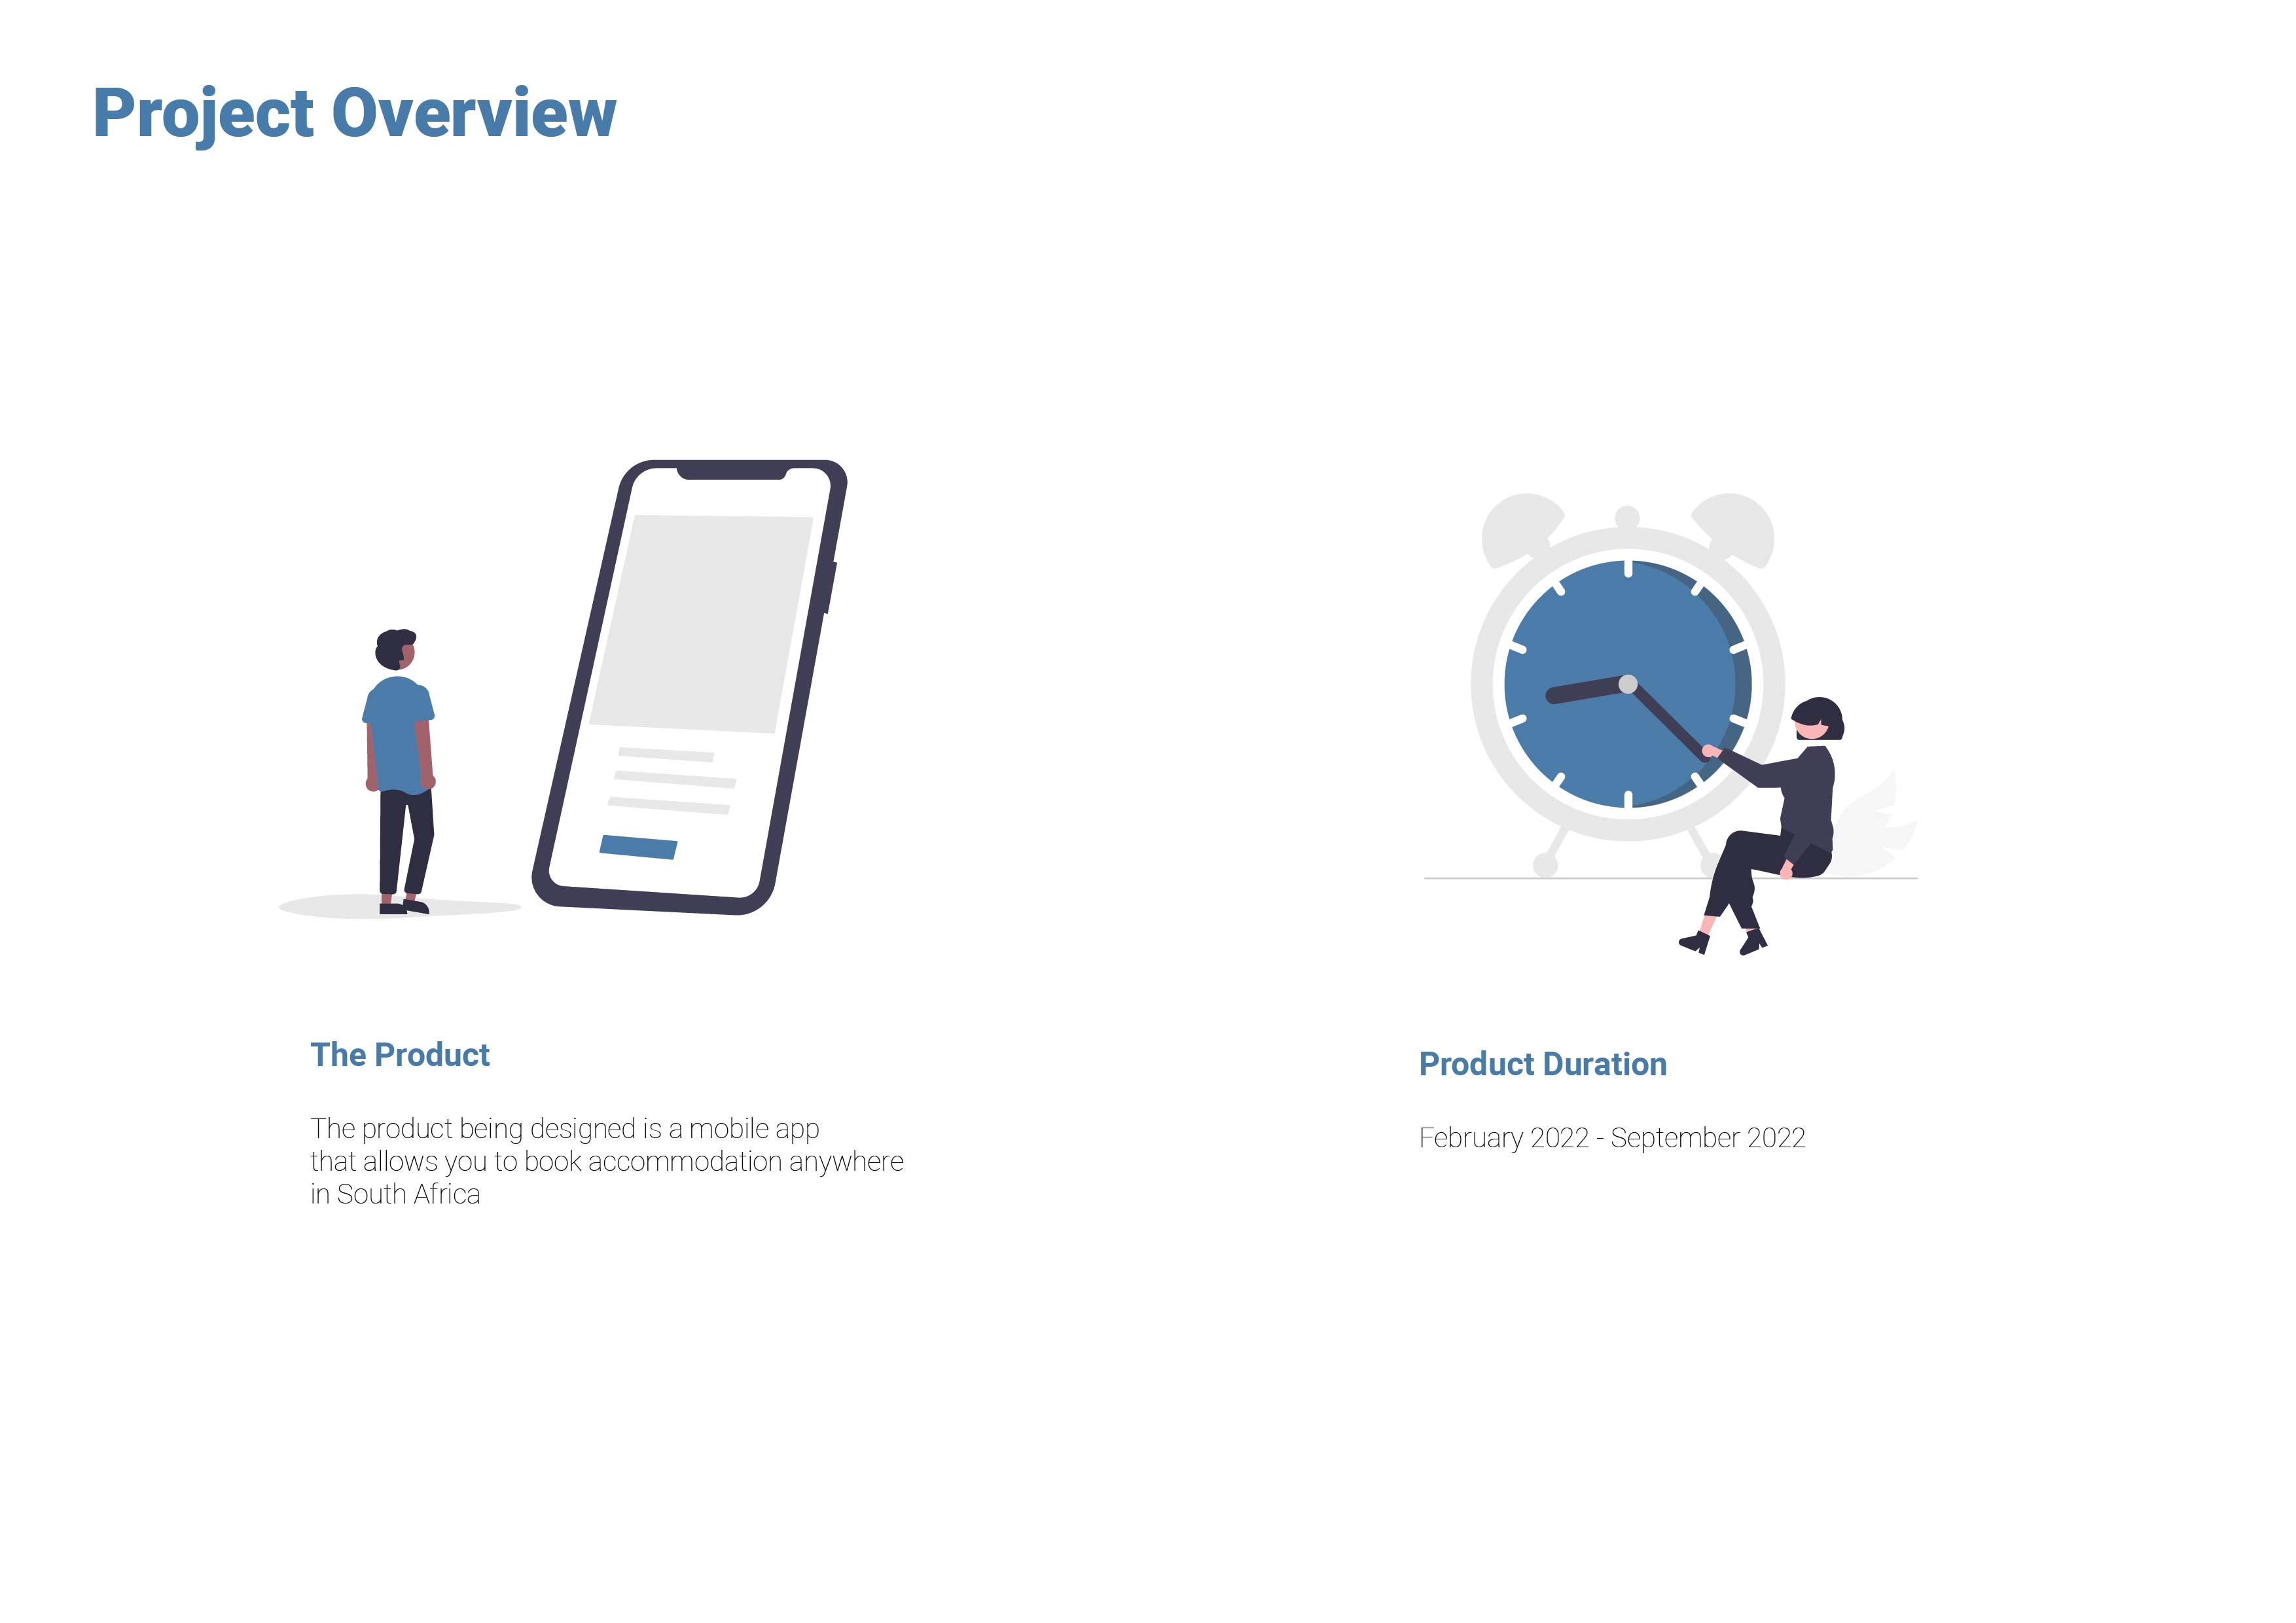 Project Overview
The Product
The product being designed is a mobile app
that allows you to book accommodation anywhere
in South Africa
Product Duration
February 2022 - September 2022